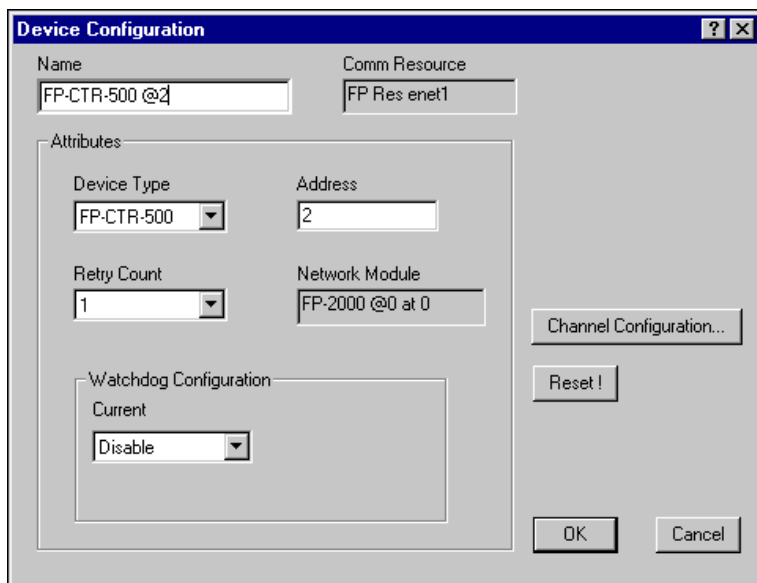 Device Configuration
Name
Comm Resource
FP-CTR-500 @2
FP Res enet1
Attributes
Device Type
Address
FP-CTR-500
2
Retry Count
Network Module
1
FP-2000 @0 at 0
Channel Configuration...
Watchdog Configuration
Reset !
Current
Disable
OK
Cancel